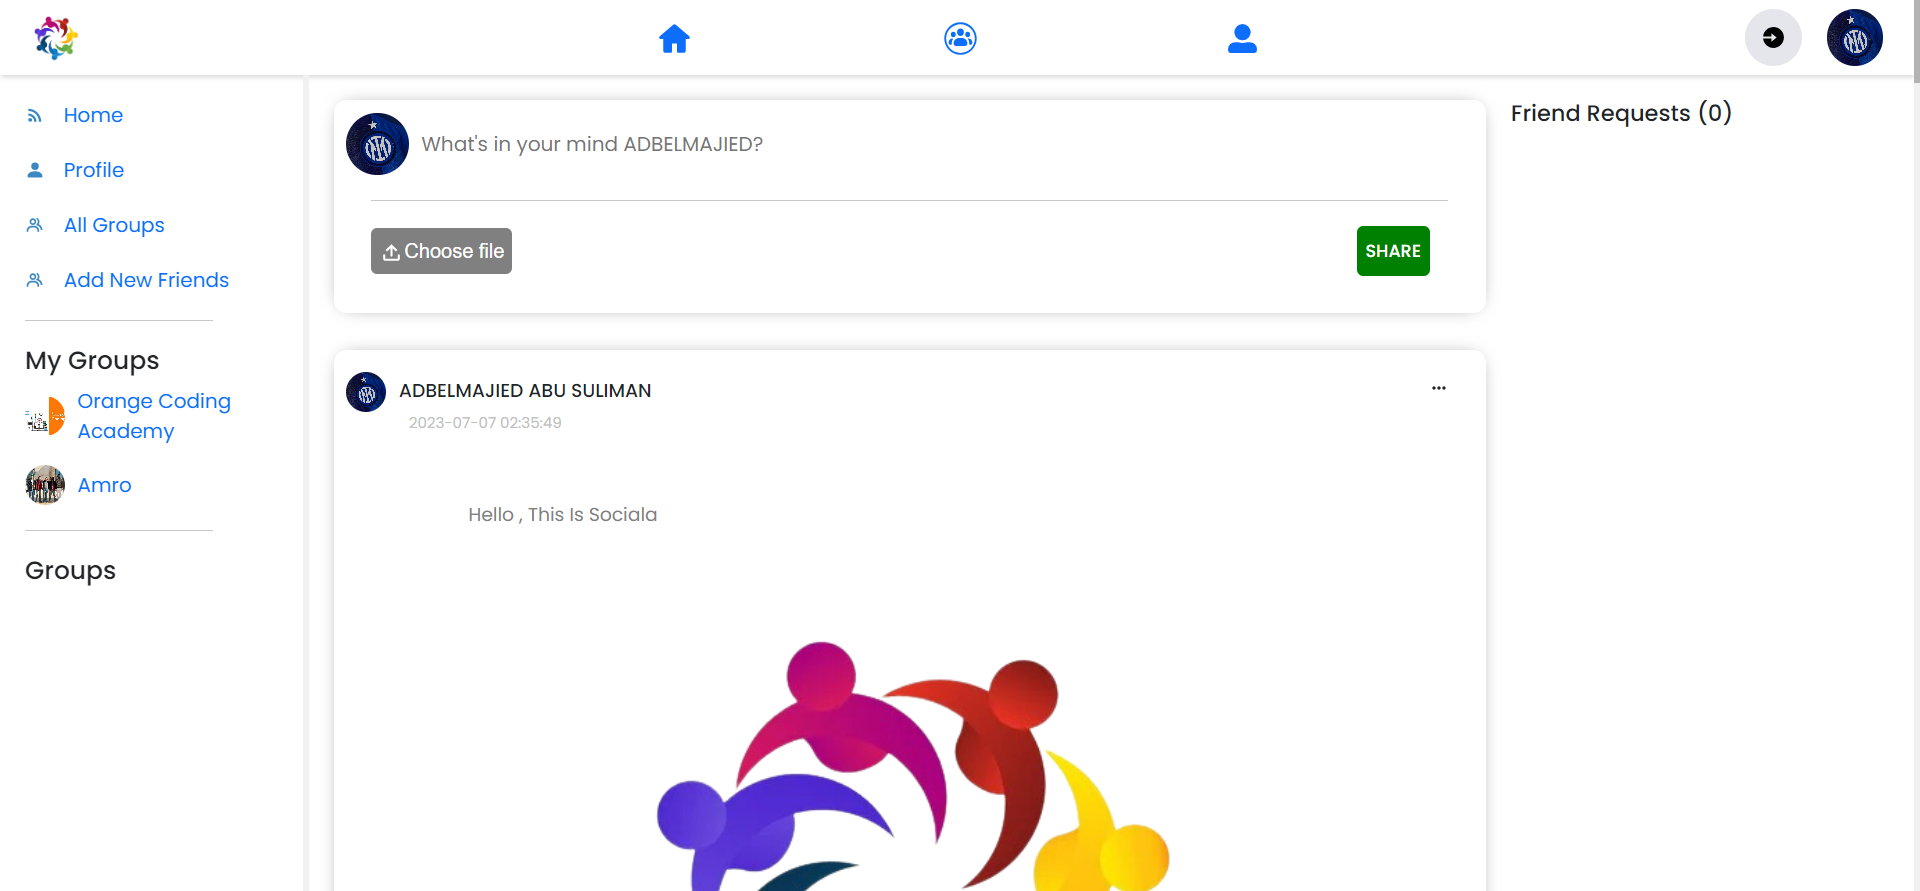 Home
Profile
All Groups
Add New Friends
My Groups
Orange Coding
Academy
Amro
Groups
What's in your mind ADBELMAJIED?
Choose file
SHARE
ADBELMAJIED ABU SULIMAN
...
2023-07-07 02:35:49
Hello , This Is Sociala
Friend Requests (0)